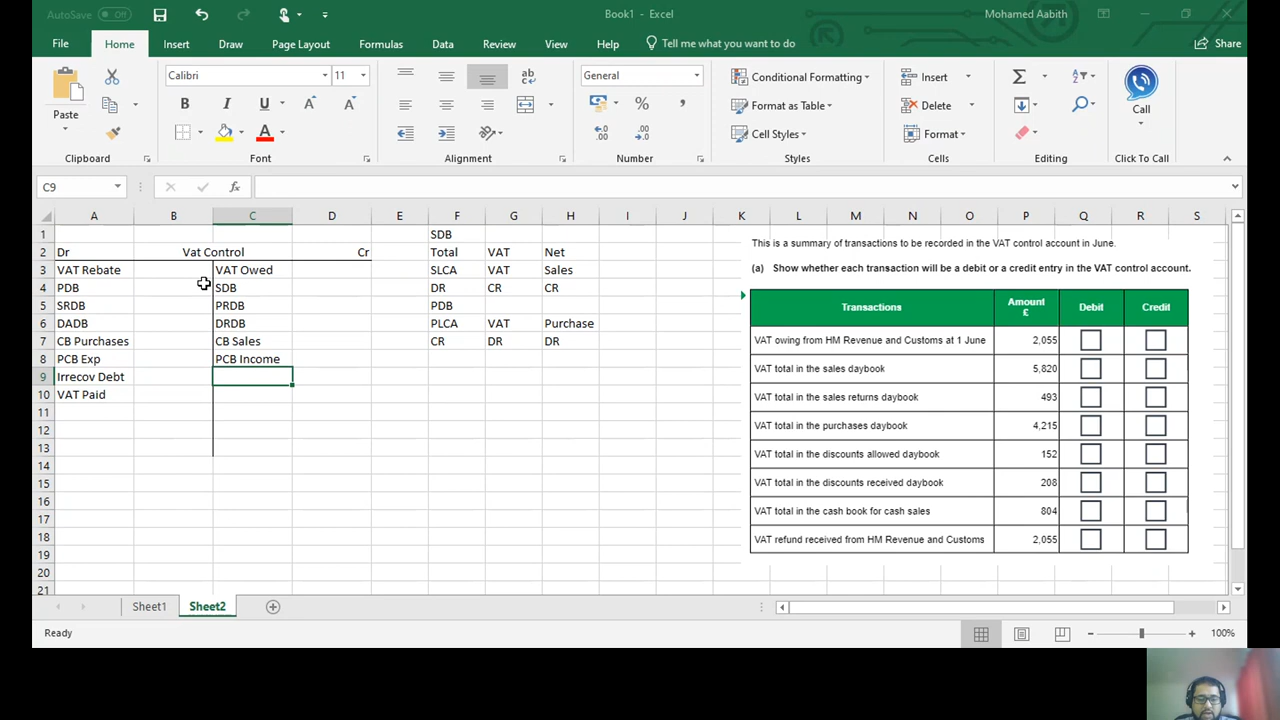 AutoSave Off
Book1 - Excel
Mohamed Aabith
File Home Insert Draw Page Layout Formulas Data Review View Help Tell me what you want to do Share
Paste
Calibri 11
B I U A A
A
ab
c
General
% ,
Conditional Formatting
Format as Table
Cell Styles
Insert
Delete
Format
Call
Clipboard Font Alignment Number Styles Cells Editing Click To Call
C9 fx
A B C D E F G H I J K L M N O P Q R S
1 SDB
2 Dr Vat Control Cr Total VAT Net
3 VAT Rebate VAT Owed SLCA VAT Sales
4 PDB SDB DR CR CR
5 SRDB PRDB PDB
6 DADB DRDB PLCA VAT Purchase
7 CB Purchases CB Sales CR DR DR
8 PCB Exp PCB Income
9 Irrecov Debt
10 VAT Paid
11
12
13
14
15
16
17
18
19
20
21
This is a summary of transactions to be recorded in the VAT control account in June.
(a) Show whether each transaction will be a debit or a credit entry in the VAT control account.
Transactions Amount £ Debit Credit
VAT owing from HM Revenue and Customs at 1 June 2,055
VAT total in the sales daybook 5,820
VAT total in the sales returns daybook 493
VAT total in the purchases daybook 4,215
VAT total in the discounts allowed daybook 152
VAT total in the discounts received daybook 208
VAT total in the cash book for cash sales 804
VAT refund received from HM Revenue and Customs 2,055
Sheet1 Sheet2
Ready
100%